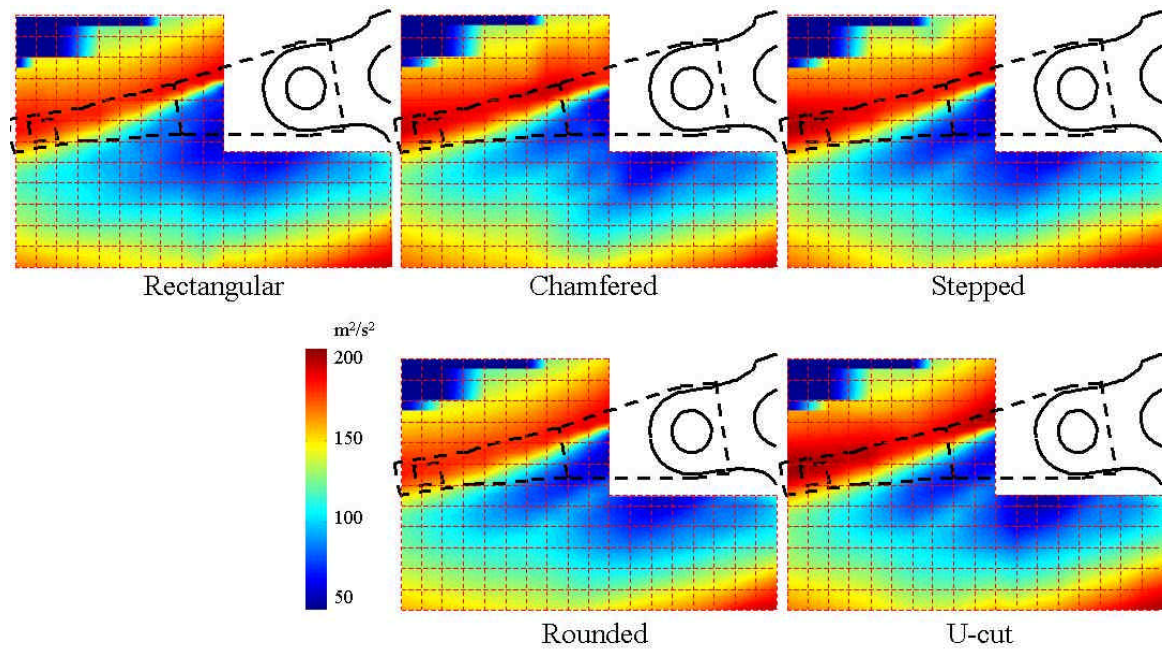 Rectangular
Chamfered
Stepped
m²/s²
200
150
100
50
Rounded
U-cut